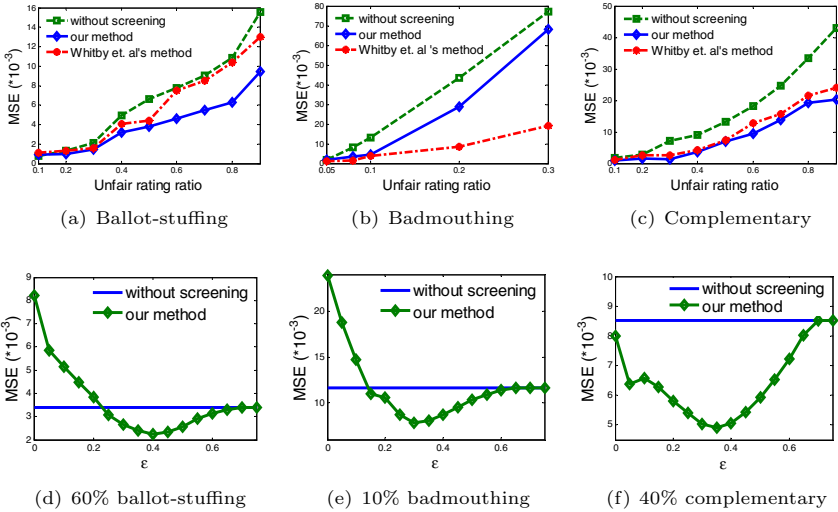 without screening
our method
Whitby et. al's method
MSE (*10^-3)
16
14
12
10
8
6
4
2
0
0.1 0.2 0.4 0.6 0.8
Unfair rating ratio
(a) Ballot-stuffing
without screening
our method
Whitby et. al 's method
MSE(*10^-3)
80
70
60
50
40
30
20
10
0
0.05 0.1 0.2 0.3
Unfair rating ratio
(b) Badmouthing
without screening
our method
Whitby et. al's method
MSE (*10^-3)
50
40
30
20
10
0
0.1 0.2 0.4 0.6 0.8
Unfair rating ratio
(c) Complementary
without screening
our method
MSE (*10^-3)
9
8
7
6
5
4
3
2
0 0.2 0.4 0.6
ε
(d) 60% ballot-stuffing
without screening
our method
MSE (*10^-3)
20
15
10
0 0.2 0.4 0.6
ε
(e) 10% badmouthing
without screening
our method
MSE (*10^-3)
10
9
8
7
6
5
0 0.2 0.4 0.6
ε
(f) 40% complementary